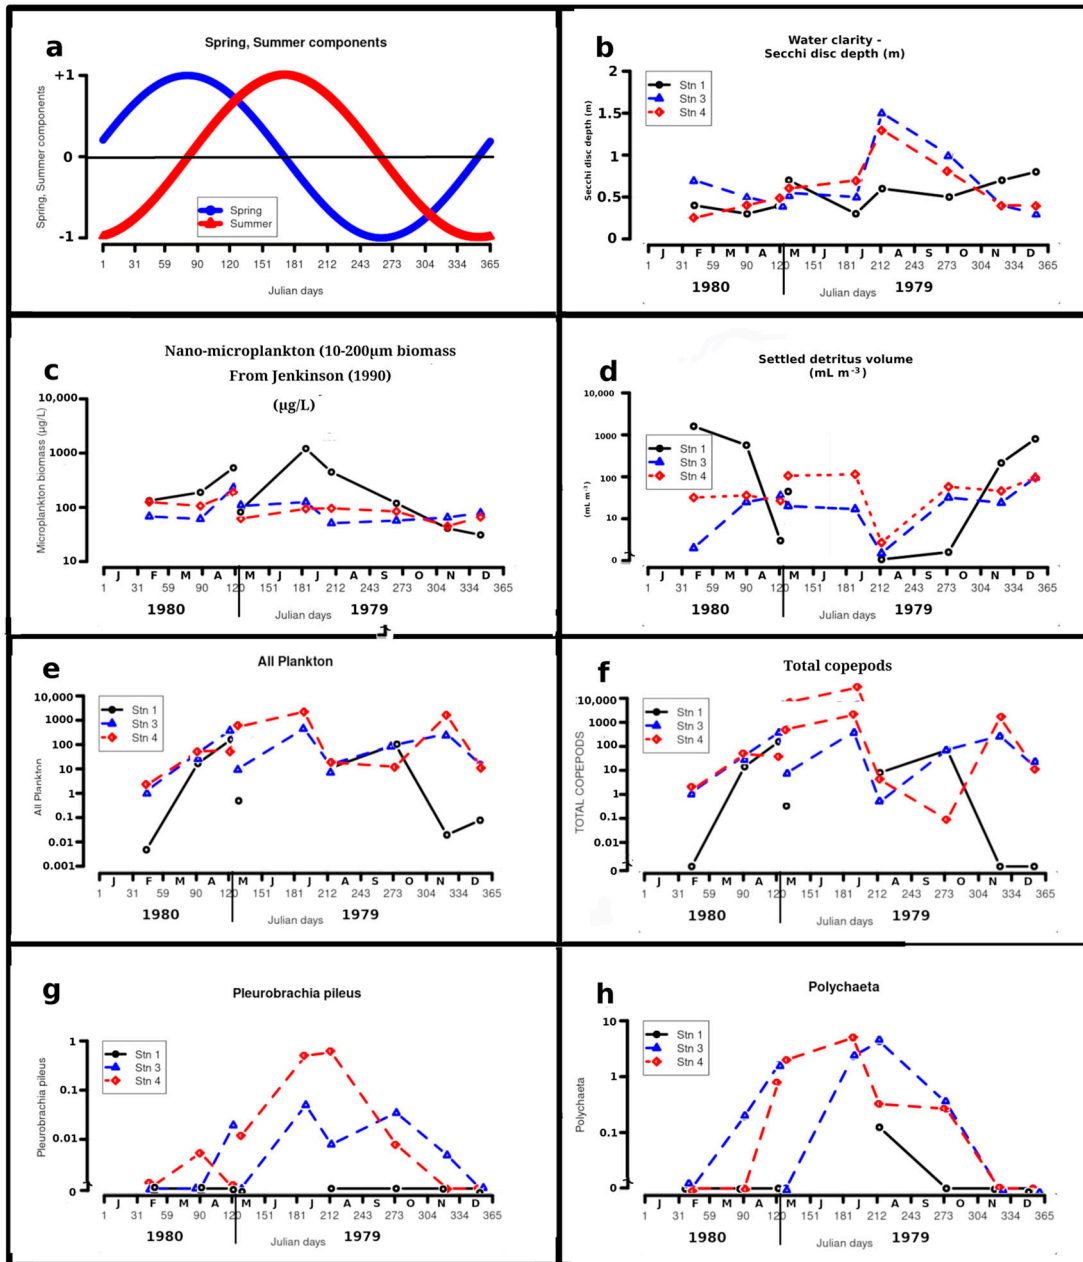 a
Spring, Summer components
Spring, Summer components
+1
0
-1
Spring
Summer
1 31 59 90 120 151 181 212 243 273 304 334 365
Julian days
b
Water clarity -
Secchi disc depth (m)
Secchi disc depth (m)
2
1.5
1
0.5
0
Stn 1
Stn 3
Stn 4
J F M A M J J A S O N D
1 31 59 90 120 151 181 212 243 273 304 334 365
1980 Julian days 1979
c
Nano-microplankton (10-200µm biomass
From Jenkinson (1990)
(µg/L)
Microplankton biomass (µg/L)
10,000
1000
100
10
J F M A M J J A S O N D
1 31 59 90 120 151 181 212 243 273 304 334 365
1980 Julian days 1979
d
Settled detritus volume
(mL m⁻³)
(mL m⁻³)
10,000
1000
100
10
0
Stn 1
Stn 3
Stn 4
J F M A M J J A S O N D
1 31 59 90 120 151 181 212 243 273 304 334 365
1980 Julian days 1979
e
All Plankton
All Plankton
10,000
1000
100
10
1
0.1
0.01
0.001
Stn 1
Stn 3
Stn 4
J F M A M J J A S O N D
1 31 59 90 120 151 181 212 243 273 304 334 365
1980 Julian days 1979
f
Total copepods
TOTAL COPEPODS
10,000
1000
100
10
1
0.1
0.01
0
Stn 1
Stn 3
Stn 4
J F M A M J J A S O N D
1 31 59 90 120 151 181 212 243 273 304 334 365
1980 Julian days 1979
g
Pleurobrachia pileus
Pleurobrachia pileus
1
0.1
0.01
0
Stn 1
Stn 3
Stn 4
J F M A M J J A S O N D
1 31 59 90 120 151 181 212 243 273 304 334 365
1980 Julian days 1979
h
Polychaeta
Polychaeta
10
1
0.1
0
Stn 1
Stn 3
Stn 4
J F M A M J J A S O N D
1 31 59 90 120 151 181 212 243 273 304 334 365
1980 Julian days 1979